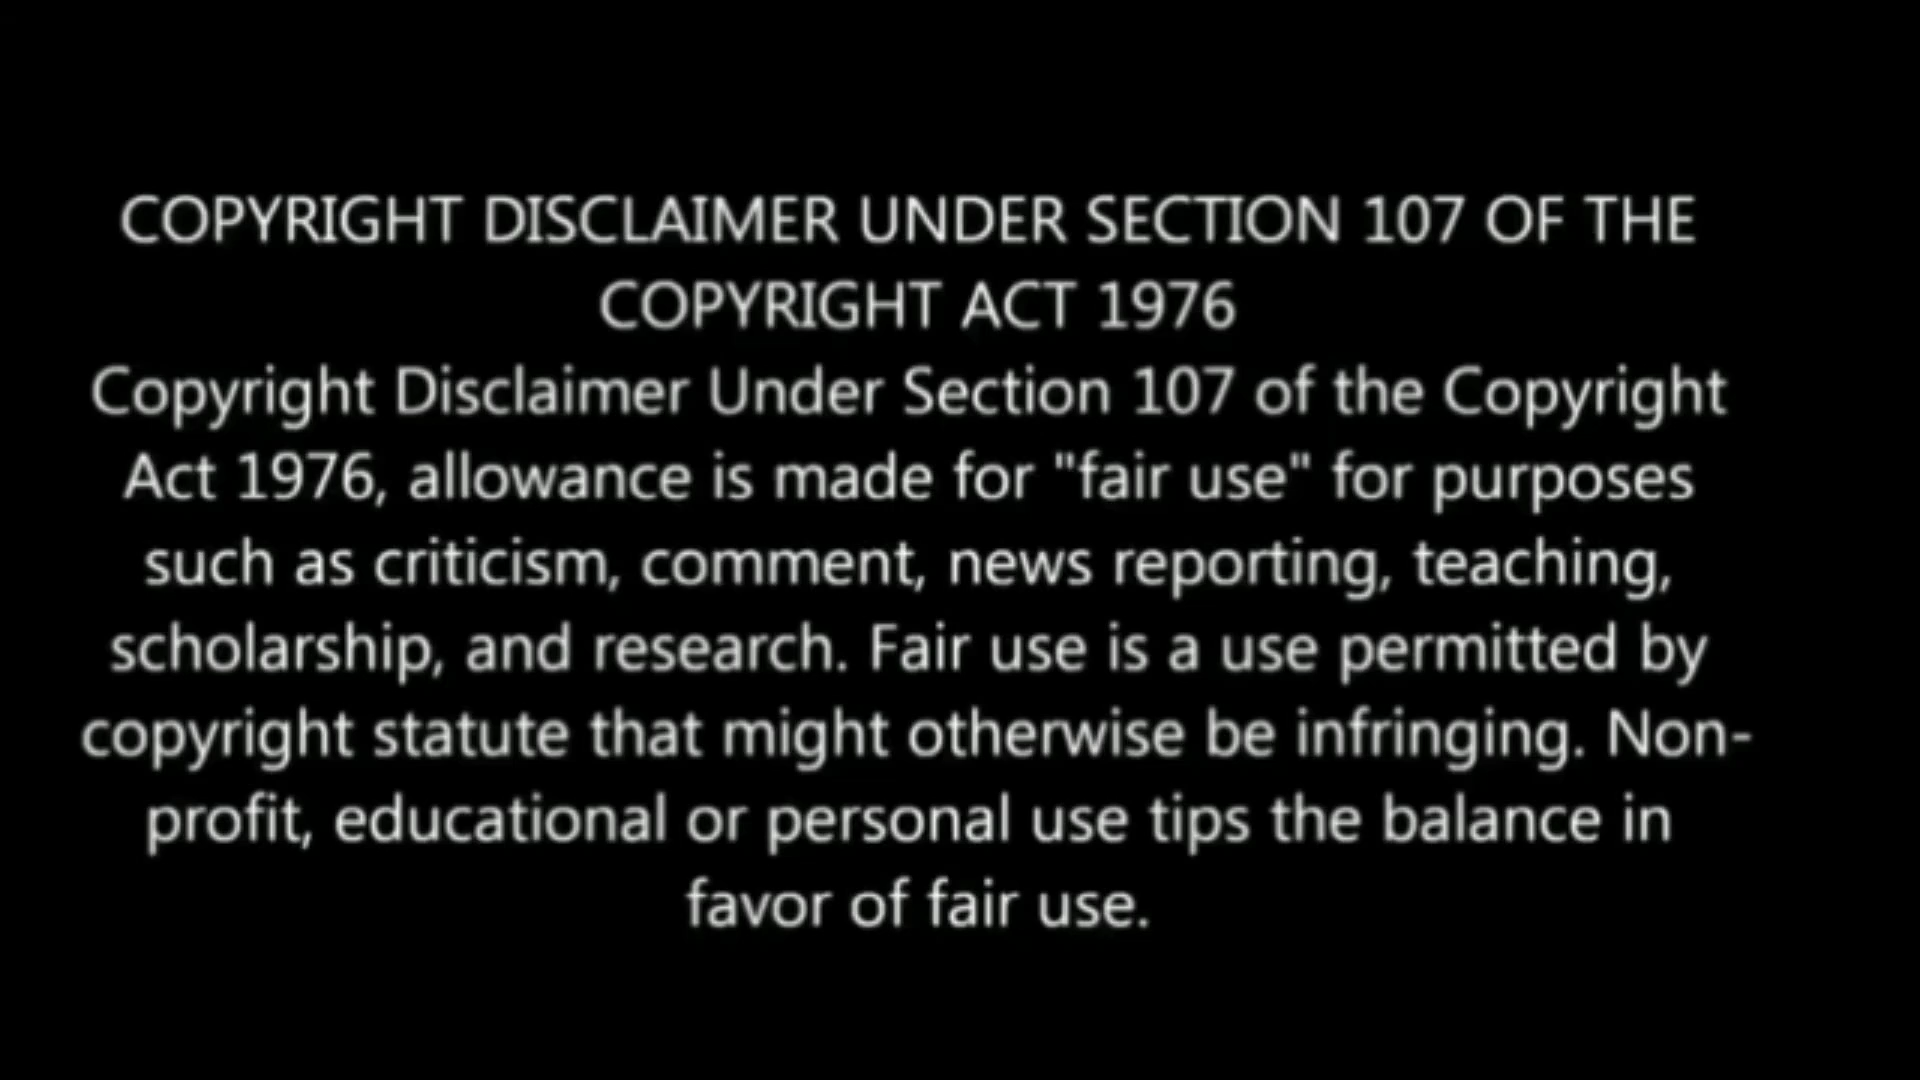 COPYRIGHT DISCLAIMER UNDER SECTION 107 OF THE
COPYRIGHT ACT 1976
Copyright Disclaimer Under Section 107 of the Copyright
Act 1976, allowance is made for "fair use" for purposes
such as criticism, comment, news reporting, teaching,
scholarship, and research. Fair use is a use permitted by
copyright statute that might otherwise be infringing. Non-
profit, educational or personal use tips the balance in
favor of fair use.